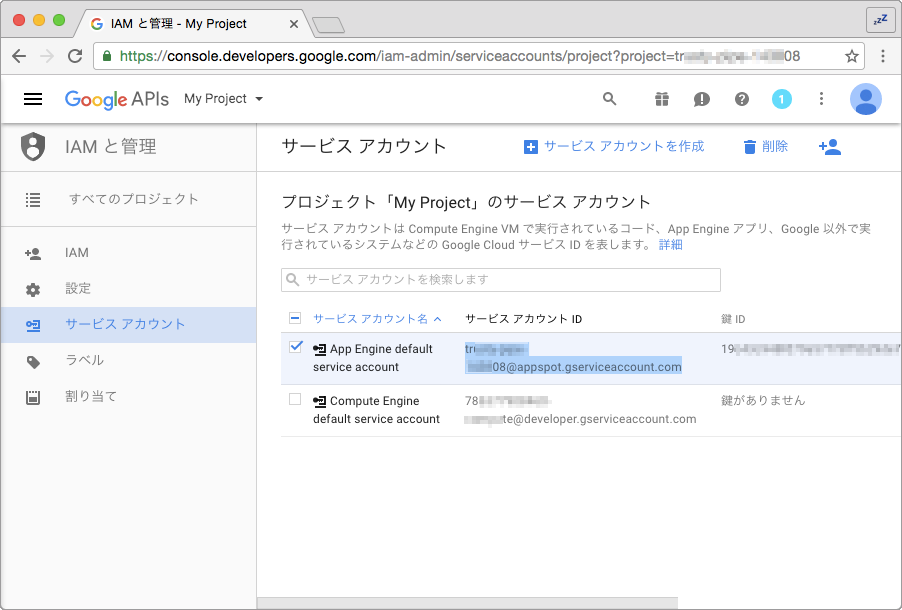 IAM と管理 - My Project
https://console.developers.google.com/iam-admin/serviceaccounts/project?project=tr 08
Google APIs My Project
1
IAM と管理
サービス アカウント
サービス アカウントを作成
削除
すべてのプロジェクト
IAM
設定
サービス アカウント
ラベル
割り当て
プロジェクト「My Project」のサービス アカウント
サービス アカウントは Compute Engine VM で実行されているコード、App Engine アプリ、Google 以外で実
行されているシステムなどの Google Cloud サービス ID を表します。 詳細
サービス アカウントを検索します
サービス アカウント名 サービス アカウント ID 鍵 ID
App Engine default tr 19
service account 08@appspot.gserviceaccount.com
Compute Engine 78 鍵がありません
default service account te@developer.gserviceaccount.com